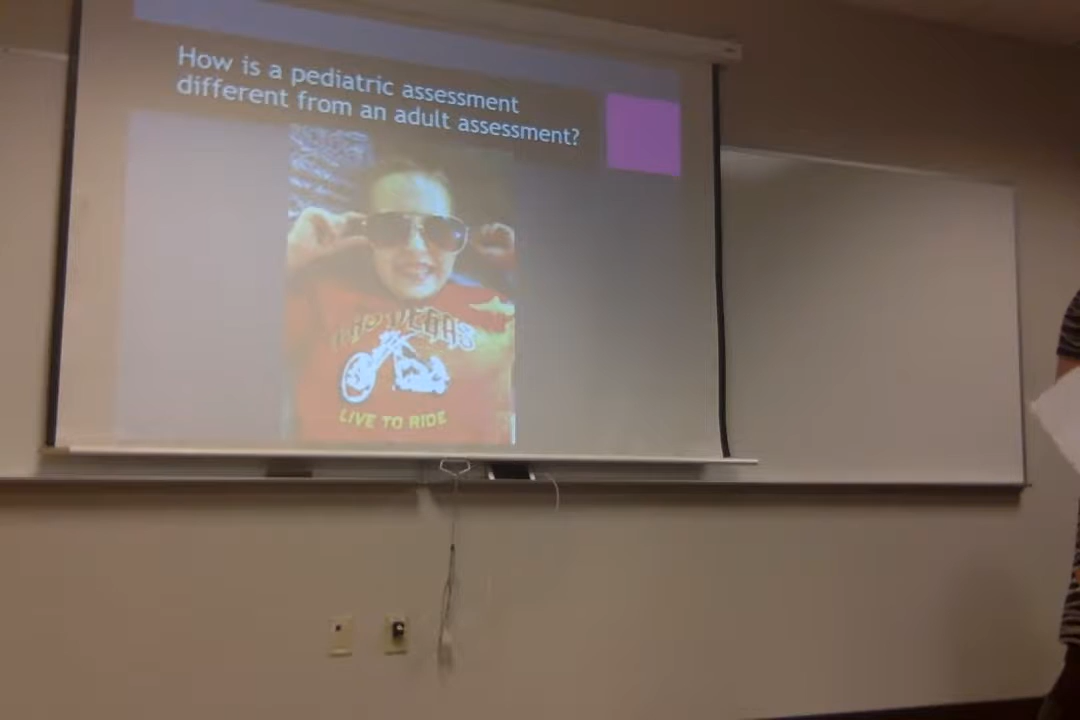 How is a pediatric assessment
different from an adult assessment?
LIVE TO RIDE